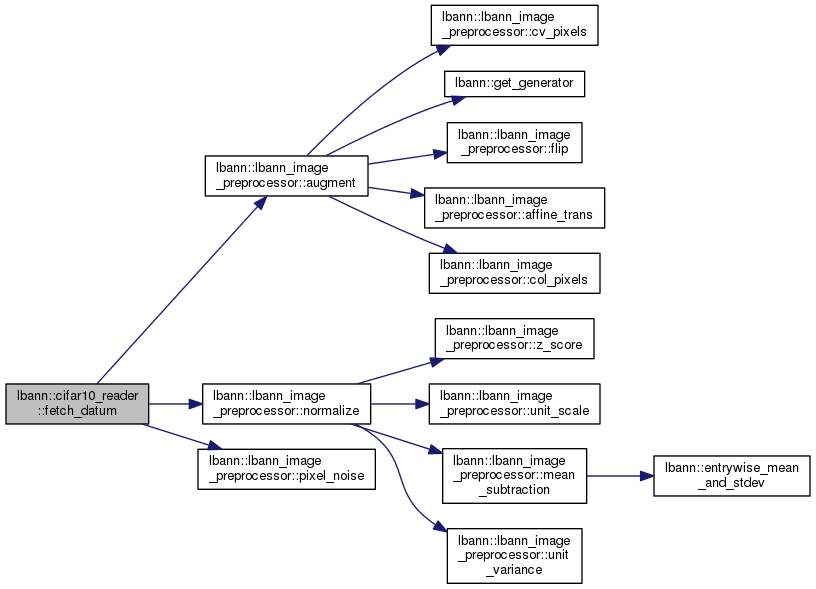 lbann::lbann_image
_preprocessor::cv_pixels
lbann::get_generator
lbann::lbann_image
_preprocessor::flip
lbann::lbann_image
_preprocessor::augment
lbann::lbann_image
_preprocessor::affine_trans
lbann::lbann_image
_preprocessor::col_pixels
lbann::lbann_image
_preprocessor::z_score
lbann::cifar10_reader
::fetch_datum
lbann::lbann_image
_preprocessor::normalize
lbann::lbann_image
_preprocessor::unit_scale
lbann::lbann_image
_preprocessor::pixel_noise
lbann::lbann_image
_preprocessor::mean
_subtraction
lbann::entrywise_mean
_and_stdev
lbann::lbann_image
_preprocessor::unit
_variance